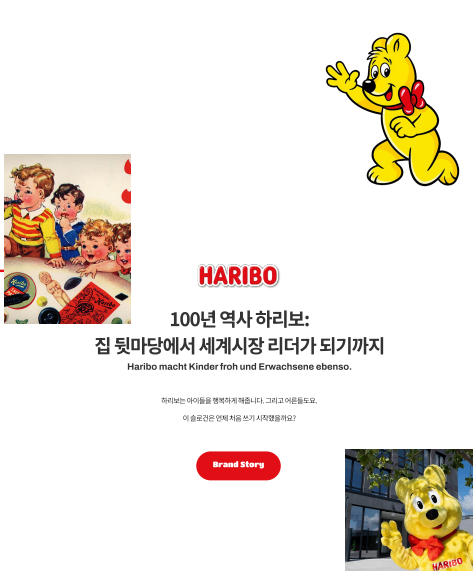 HARIBO
100년 역사 하리보:
집 뒷마당에서 세계시장 리더가 되기까지
Haribo macht Kinder froh und Erwachsene ebenso.
하리보는 아이들을 행복하게 해줍니다. 그리고 어른들도요.
이 슬로건은 언제 처음 쓰기 시작했을까요?
Brand Story
HARIBO